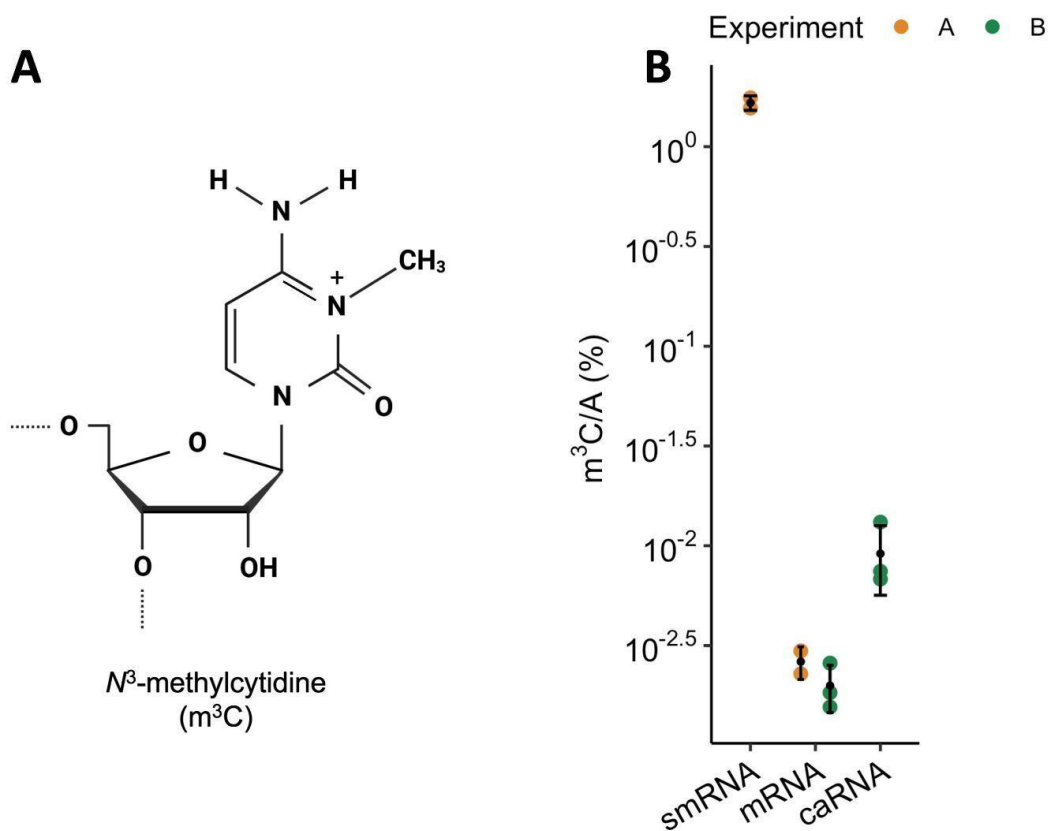 A
H H
N
+
CH₃
N
N
O
O
O
O
OH
N³-methylcytidine
(m³C)
Experiment A B
B
10⁰
10⁻⁰·⁵
10⁻¹
10⁻¹·⁵
10⁻²
10⁻²·⁵
m³C/A (%)
smRNA
mRNA
caRNA